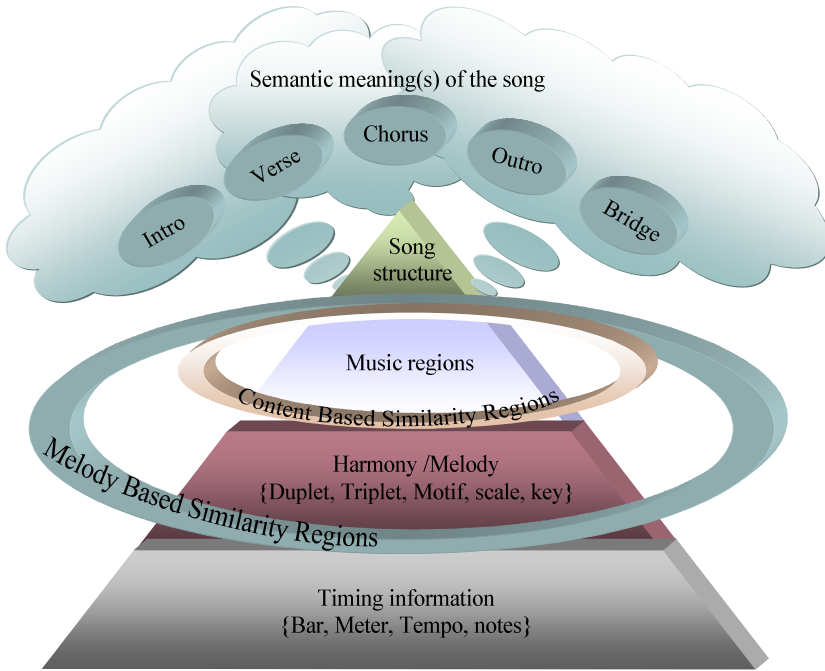 Semantic meaning(s) of the song
Intro
Verse
Chorus
Outro
Bridge
Song
structure
Music regions
Content Based Similarity Regions
Melody Based Similarity Regions
Harmony /Melody
{Duplet, Triplet, Motif, scale, key}
Timing information
{Bar, Meter, Tempo, notes}